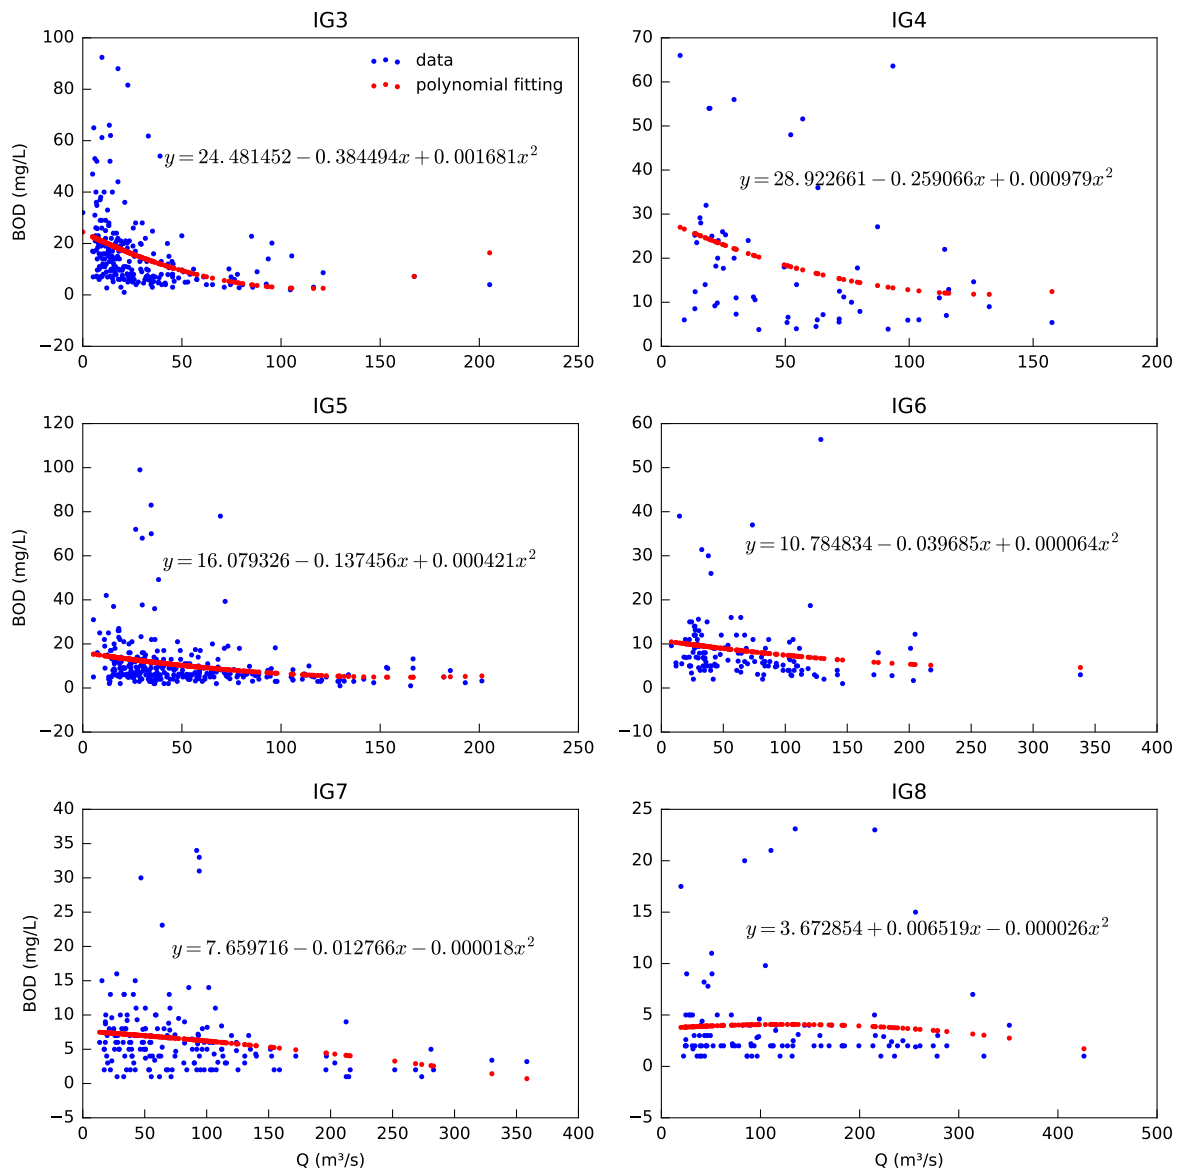 IG3
100
80
60
40
20
0
−20
0 50 100 150 200 250
BOD (mg/L)
data
polynomial fitting
y = 24.481452 − 0.384494x + 0.001681x²
IG4
70
60
50
40
30
20
10
0
0 50 100 150 200
y = 28.922661 − 0.259066x + 0.000979x²
IG5
120
100
80
60
40
20
0
−20
0 50 100 150 200 250
BOD (mg/L)
y = 16.079326 − 0.137456x + 0.000421x²
IG6
60
50
40
30
20
10
0
−10
0 50 100 150 200 250 300 350 400
y = 10.784834 − 0.039685x + 0.000064x²
IG7
40
35
30
25
20
15
10
5
0
−5
0 50 100 150 200 250 300 350 400
BOD (mg/L)
Q (m³/s)
y = 7.659716 − 0.012766x − 0.000018x²
IG8
25
20
15
10
5
0
−5
0 100 200 300 400 500
Q (m³/s)
y = 3.672854 + 0.006519x − 0.000026x²